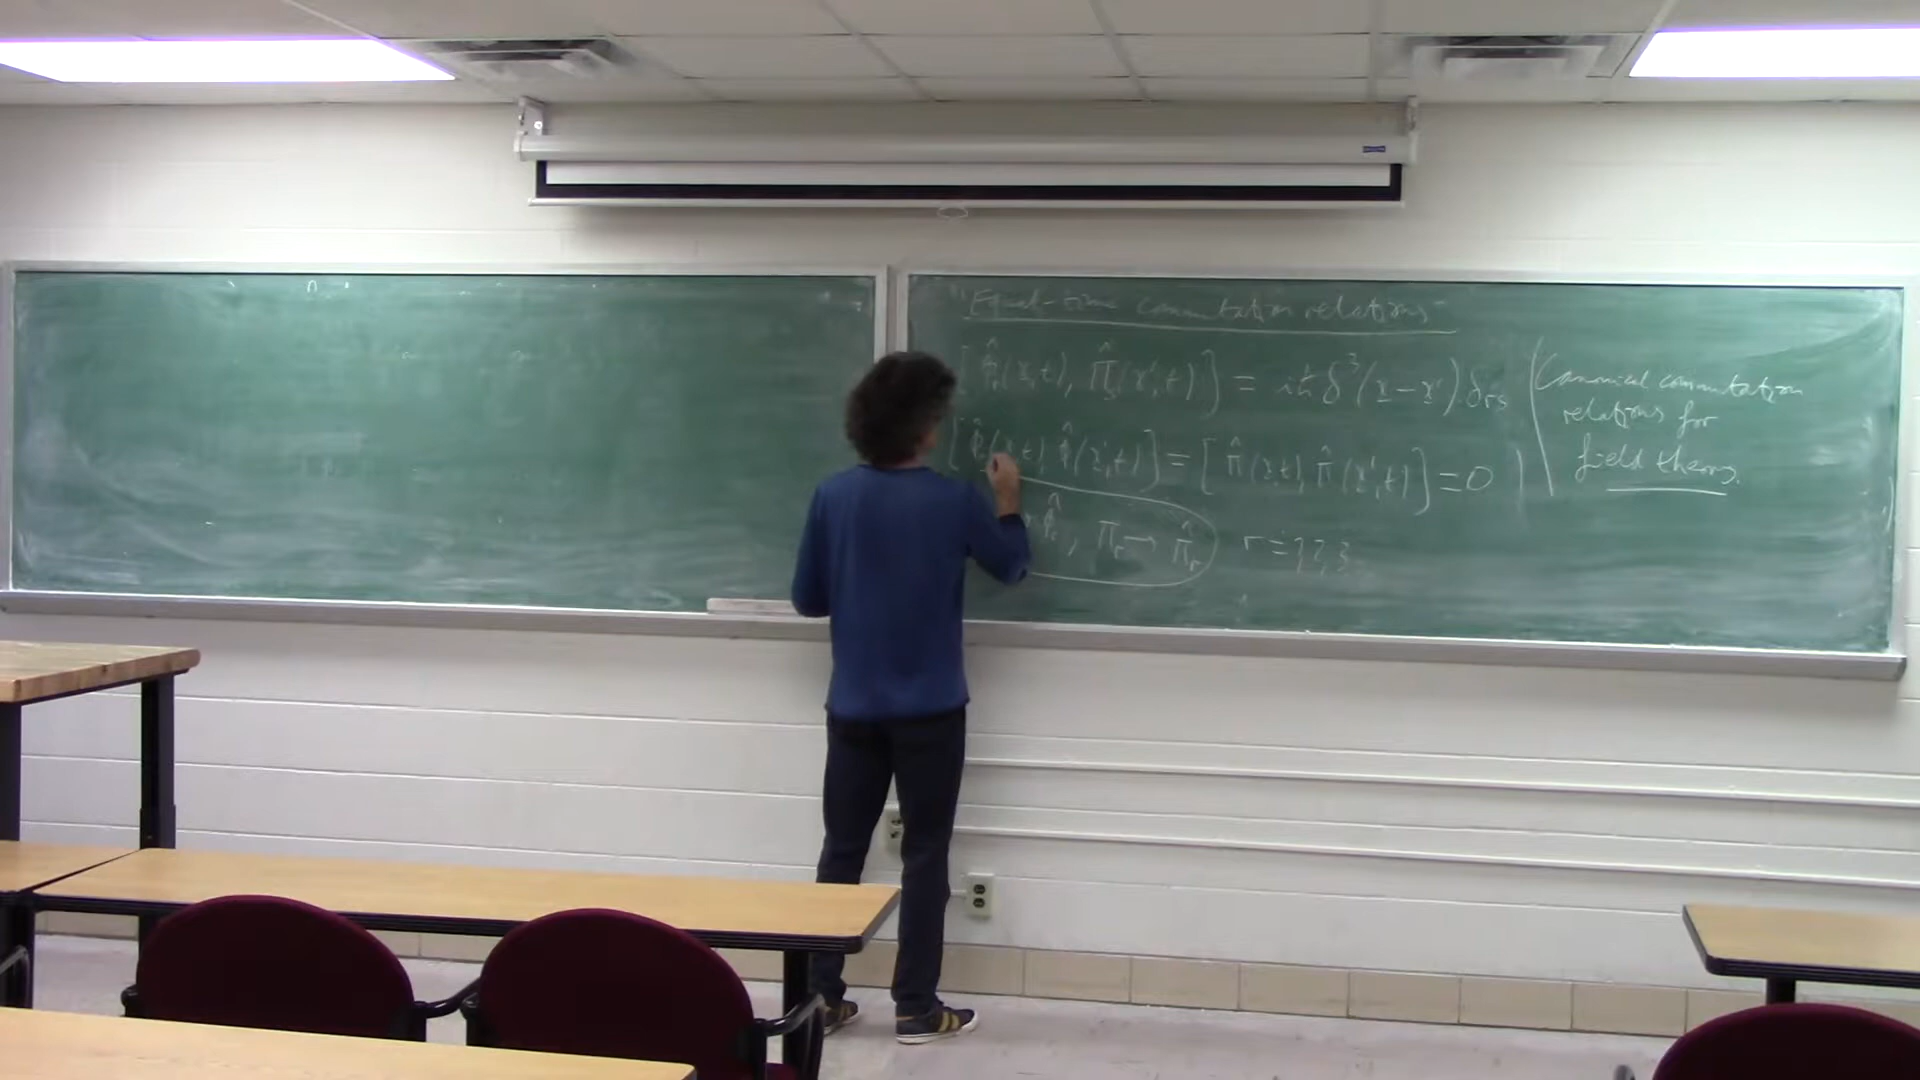 "Equal-time commutation relations"
[ φ̂ᵣ(x,t), Π̂ₛ(x',t) ] = iħ δ³(x-x') δrs
[ φ̂(x,t), φ̂(x',t) ] = [ Π̂(x,t), Π̂(x',t) ] = 0
φ̂ᵣ, Πᵣ → Π̂ᵣ r = 1,2,3
Canonical commutation
relations for
field theory.